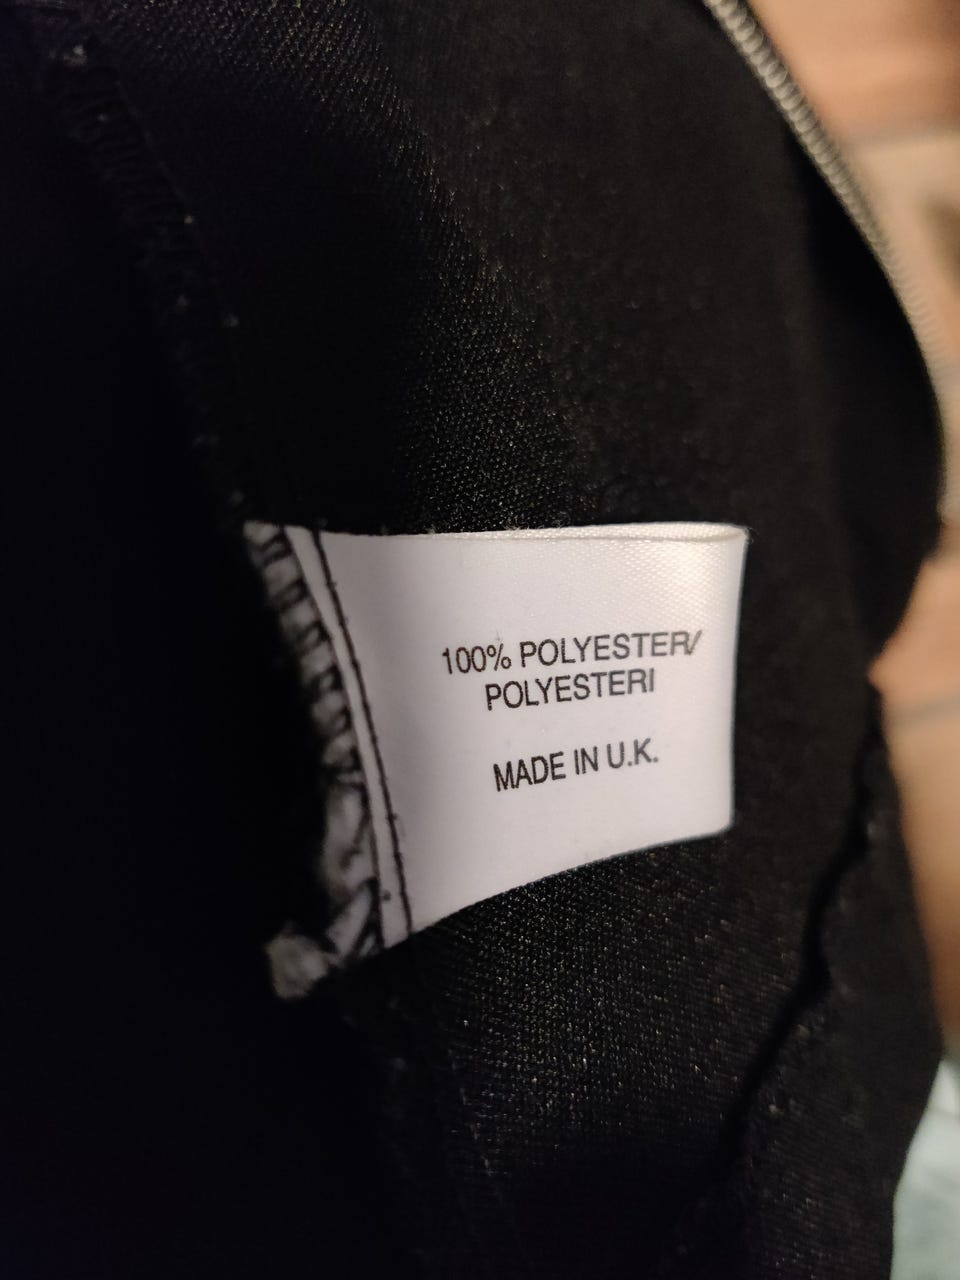 100% POLYESTER/
POLYESTERI
MADE IN U.K.